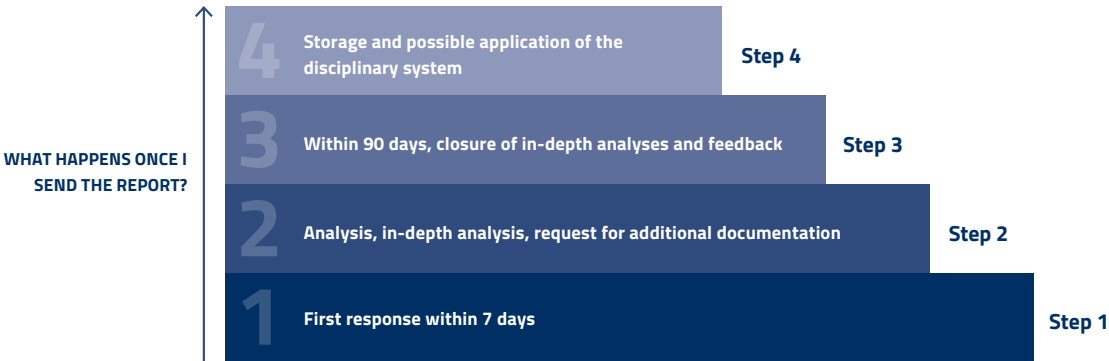 4
Storage and possible application of the
disciplinary system
Step 4
3
Within 90 days, closure of in-depth analyses and feedback
Step 3
WHAT HAPPENS ONCE I
SEND THE REPORT?
2
Analysis, in-depth analysis, request for additional documentation
Step 2
1
First response within 7 days
Step 1